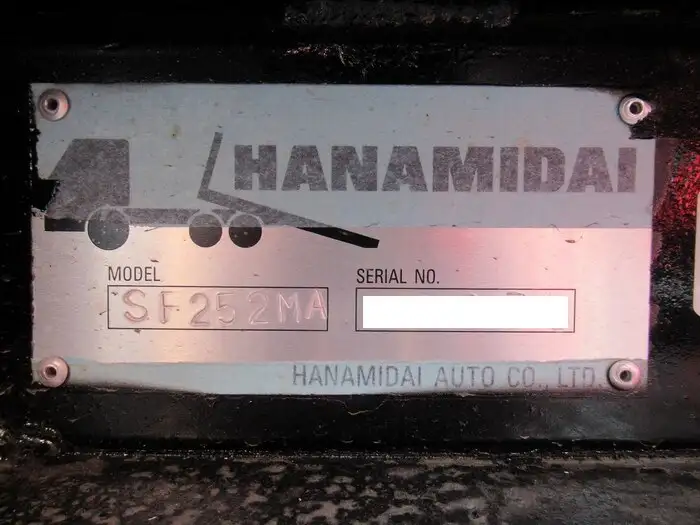 HANAMIDAI
MODEL
SERIAL NO.
SF252MA
HANAMIDAI AUTO CO., LTD.